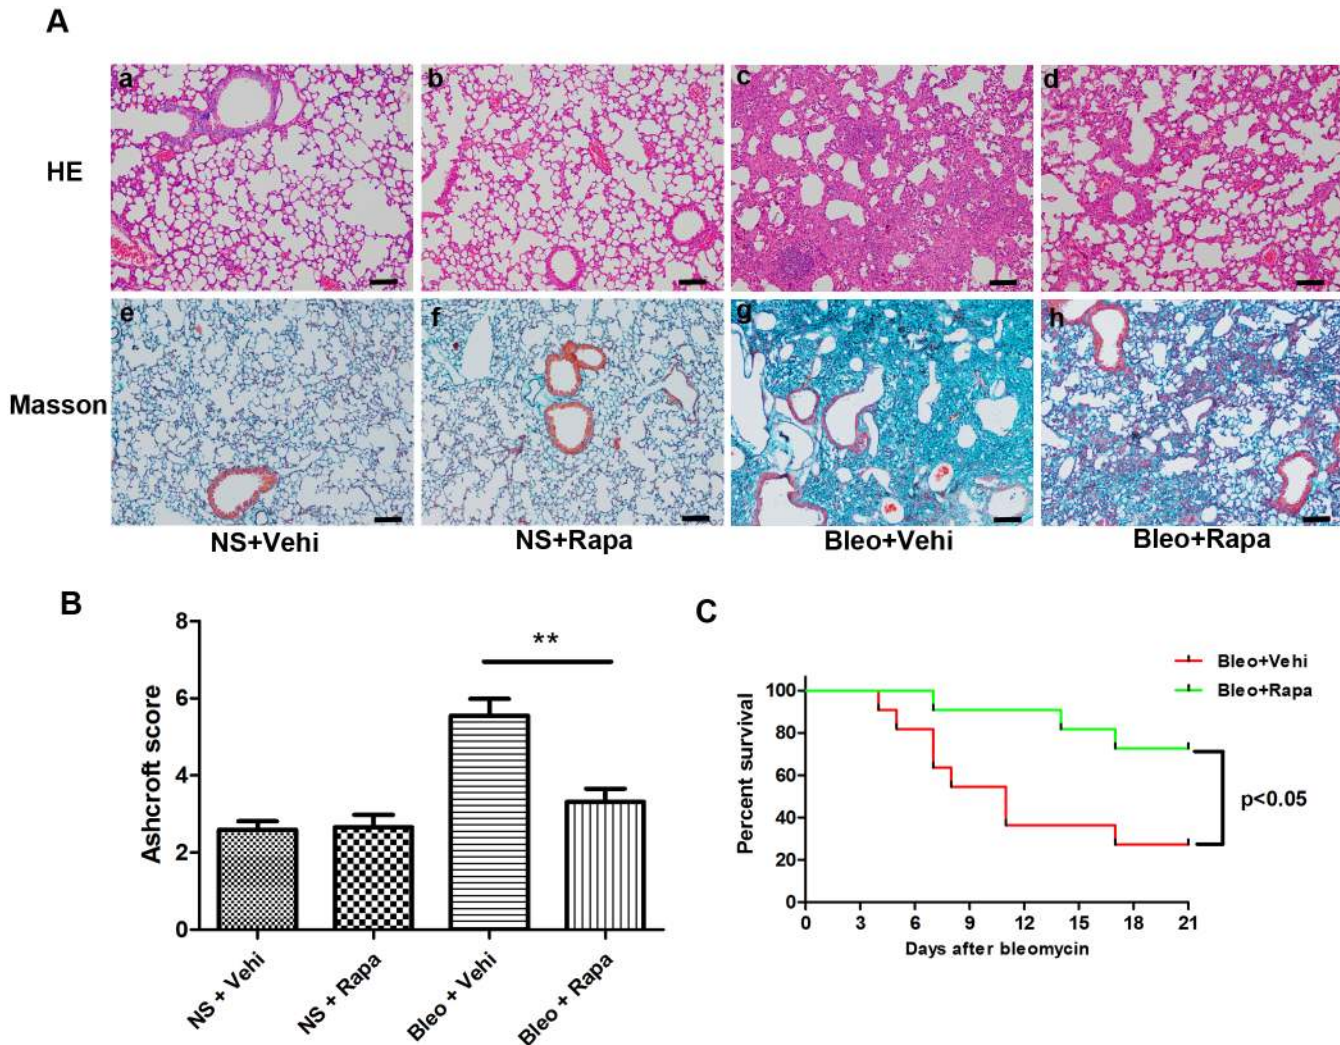 A
a b c d
HE
e f g h
Masson
NS+Vehi NS+Rapa Bleo+Vehi Bleo+Rapa
B
Ashcroft score
8
6
4
2
0
**
NS + Vehi
NS + Rapa
Bleo + Vehi
Bleo + Rapa
C
Bleo+Vehi
Bleo+Rapa
Percent survival
100
80
60
40
20
0
p<0.05
0 3 6 9 12 15 18 21
Days after bleomycin